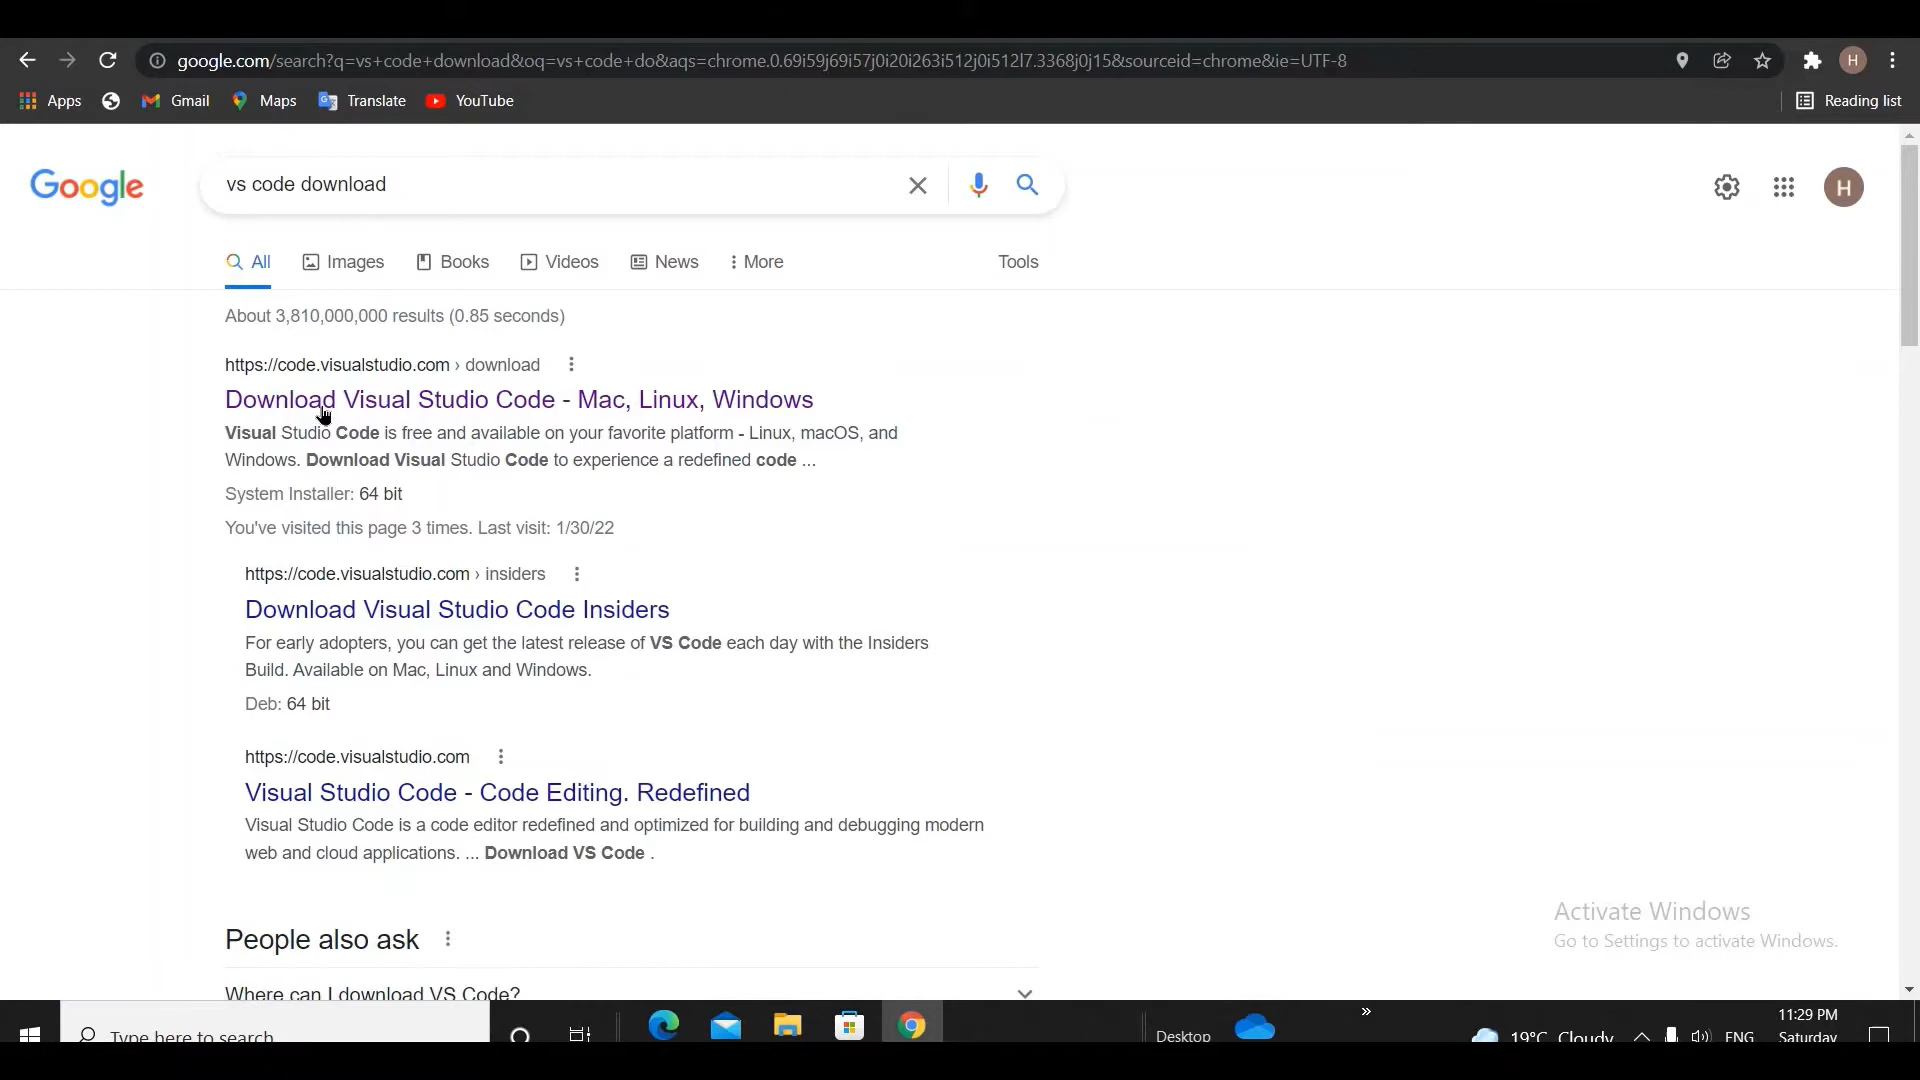 google.com/search?q=vs+code+download&oq=vs+code+do&aqs=chrome.0.69i59j69i57j0i20i263i512j0i512l7.3368j0j15&sourceid=chrome&ie=UTF-8
H
Apps
Gmail
Maps
Translate
YouTube
Reading list
Google
vs code download
H
All
Images
Books
Videos
News
More
Tools
About 3,810,000,000 results (0.85 seconds)
https://code.visualstudio.com › download
Download Visual Studio Code - Mac, Linux, Windows
Visual Studio Code is free and available on your favorite platform - Linux, macOS, and
Windows. Download Visual Studio Code to experience a redefined code ...
System Installer: 64 bit
You've visited this page 3 times. Last visit: 1/30/22
https://code.visualstudio.com › insiders
Download Visual Studio Code Insiders
For early adopters, you can get the latest release of VS Code each day with the Insiders
Build. Available on Mac, Linux and Windows.
Deb: 64 bit
https://code.visualstudio.com
Visual Studio Code - Code Editing. Redefined
Visual Studio Code is a code editor redefined and optimized for building and debugging modern
web and cloud applications. ... Download VS Code .
Activate Windows
Go to Settings to activate Windows.
People also ask
Where can I download VS Code?
Type here to search
Desktop
»
19°C Cloudy
ENG
11:29 PM
Saturday